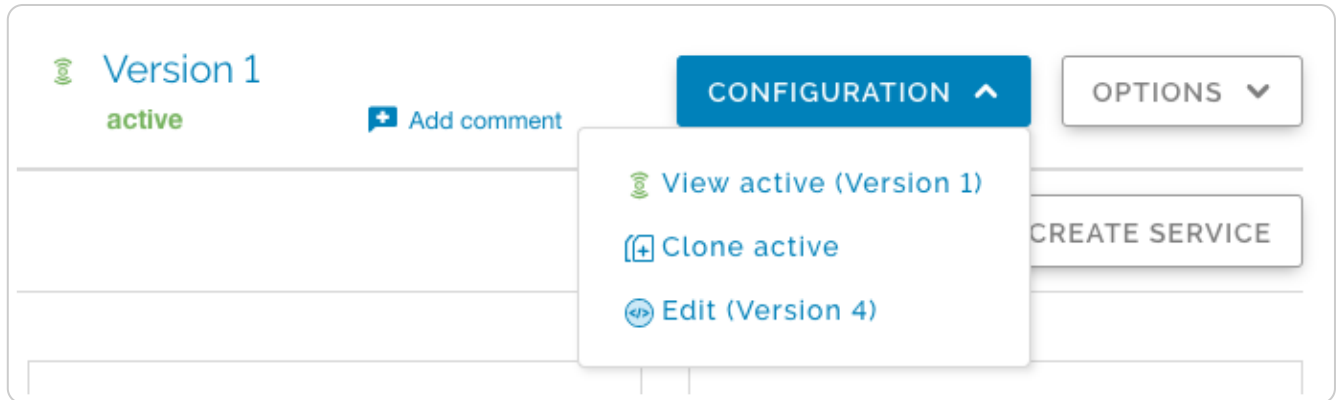 Version 1
active
Add comment
CONFIGURATION
OPTIONS
View active (Version 1)
Clone active
Edit (Version 4)
CREATE SERVICE